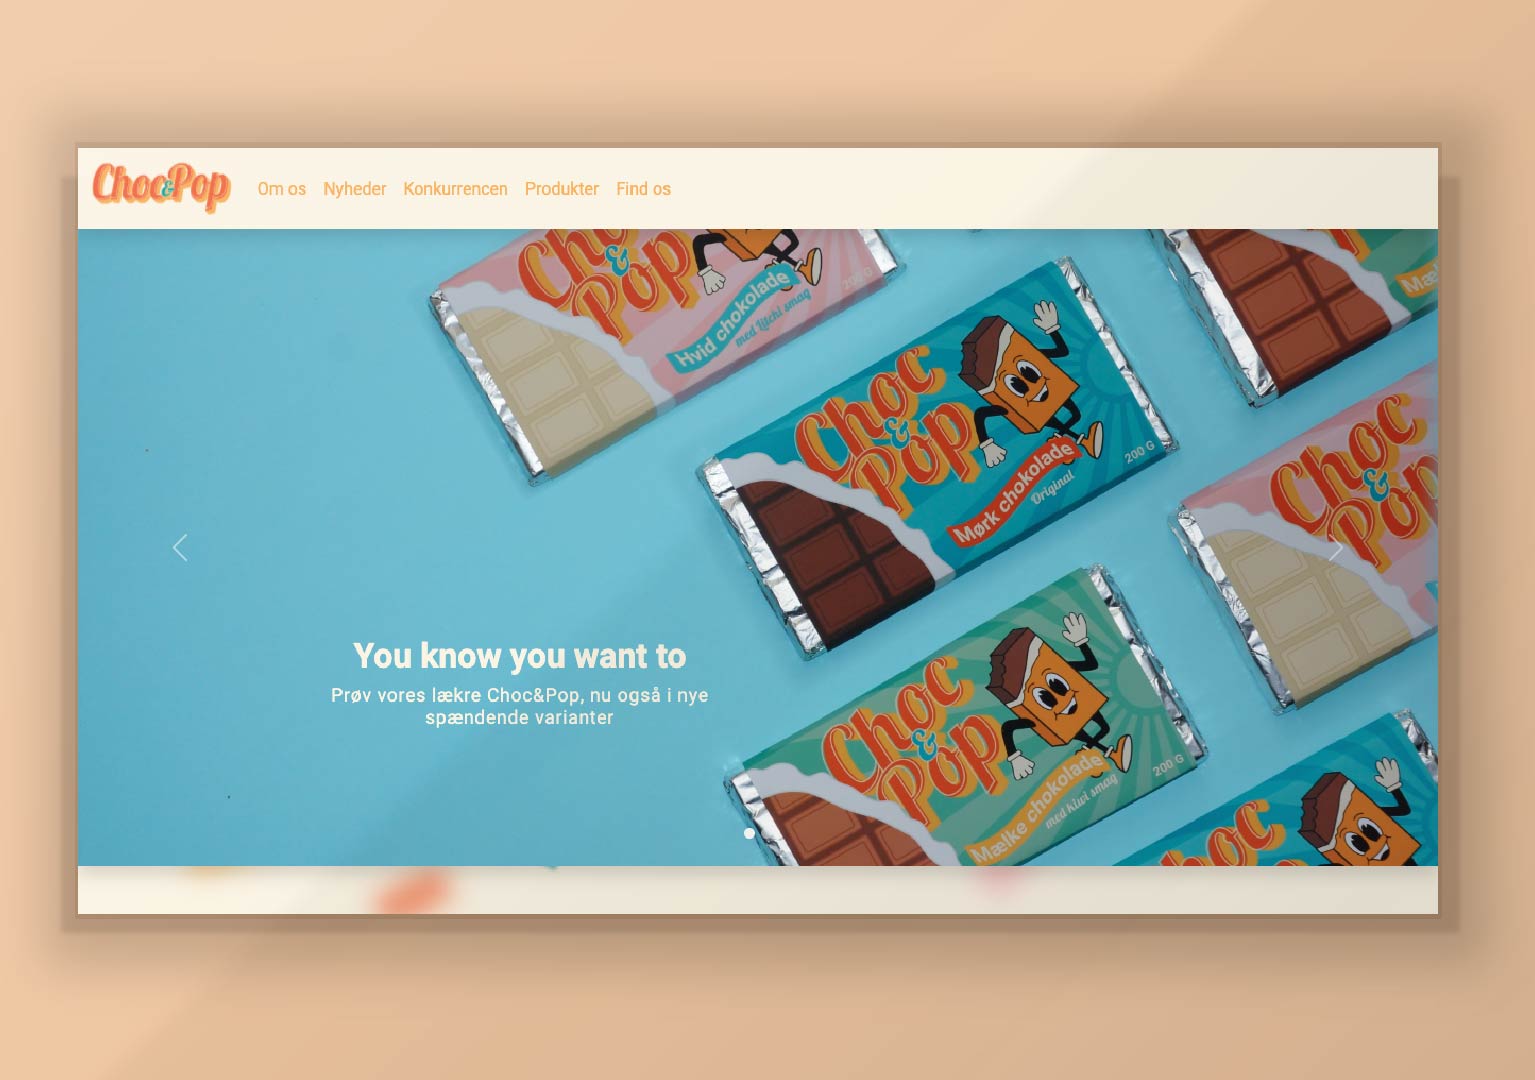 Choc&Pop
Om os Nyheder Konkurrencen Produkter Find os
Choc
&
Pop
Hvid chokolade
med Litchi smag
200 G
Mæl
Choc
&
Pop
Mørk chokolade
Original
200 G
Choc
&
Pop
You know you want to
Prøv vores lækre Choc&Pop, nu også i nye
spændende varianter
Choc
&
Pop
Mælke chokolade
med kiwi smag
200 G
Choc